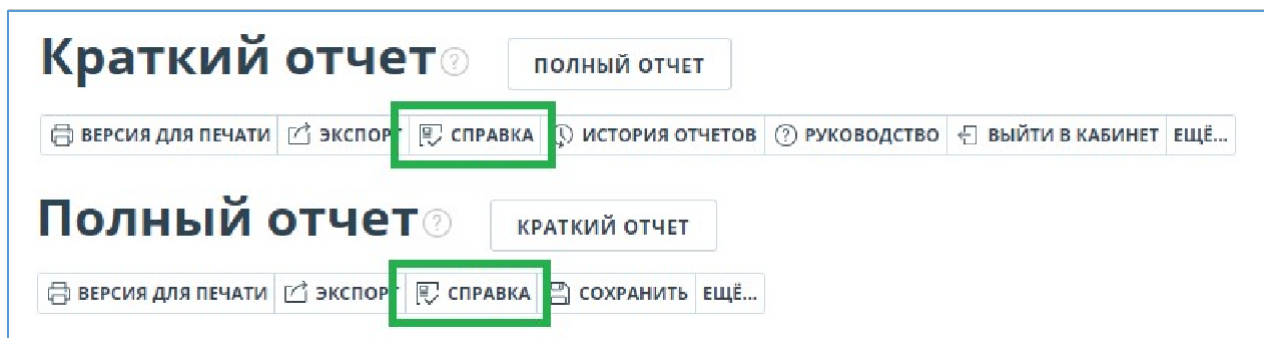 Краткий отчет ? ПОЛНЫЙ ОТЧЕТ
ВЕРСИЯ ДЛЯ ПЕЧАТИ ЭКСПОРТ СПРАВКА ИСТОРИЯ ОТЧЕТОВ ? РУКОВОДСТВО ВЫЙТИ В КАБИНЕТ ЕЩЁ...
Полный отчет ? КРАТКИЙ ОТЧЕТ
ВЕРСИЯ ДЛЯ ПЕЧАТИ ЭКСПОРТ СПРАВКА СОХРАНИТЬ ЕЩЁ...